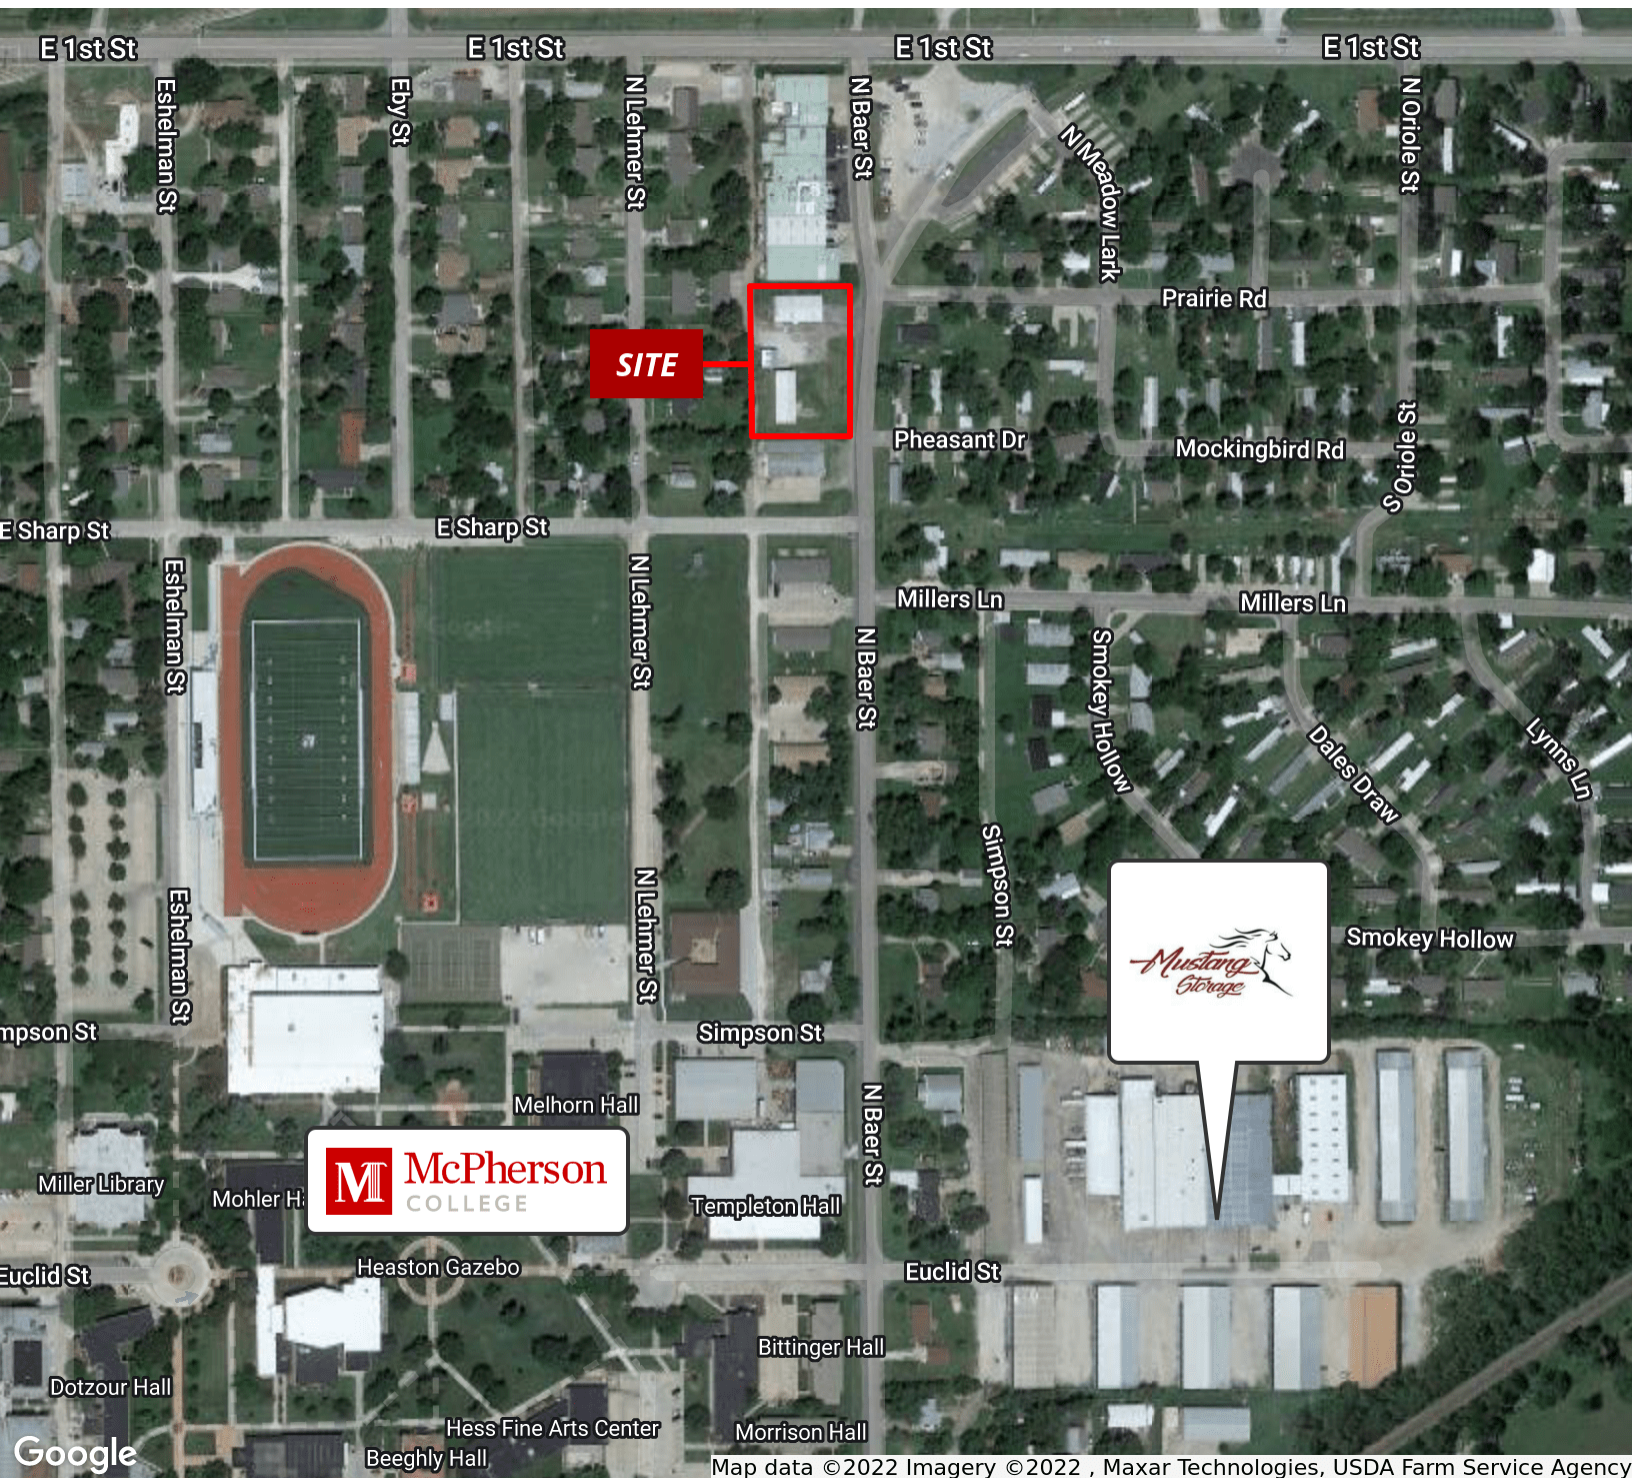 E 1st St
E 1st St
E 1st St
E 1st St
Eshelman St
Eby St
N Lehmer St
N Baer St
N Meadow Lark
N Oriole St
Prairie Rd
SITE
Pheasant Dr
Mockingbird Rd
S Oriole St
E Sharp St
E Sharp St
Eshelman St
N Lehmer St
N Baer St
Millers Ln
Millers Ln
Smokey Hollow
Dales Draw
Lynns Ln
Simpson St
Eshelman St
N Lehmer St
Mustang
Storage
Smokey Hollow
mpson St
Simpson St
Melhorn Hall
N Baer St
Miller Library
Mohler Ha
M McPherson
COLLEGE
Templeton Hall
Euclid St
Heaston Gazebo
Euclid St
Bittinger Hall
Dotzour Hall
Hess Fine Arts Center
Morrison Hall
Beeghly Hall
Google
Map data ©2022 Imagery ©2022 , Maxar Technologies, USDA Farm Service Agency